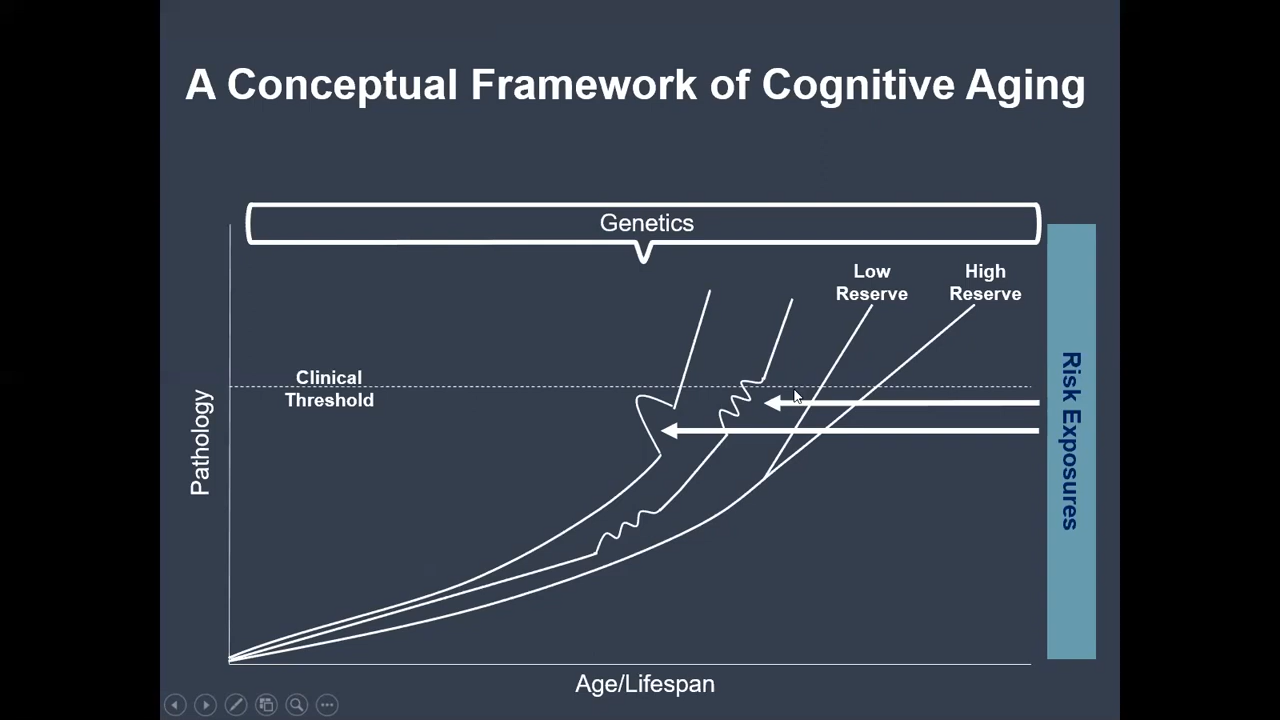 A Conceptual Framework of Cognitive Aging
Genetics
Low
Reserve
High
Reserve
Clinical
Threshold
Pathology
Risk Exposures
Age/Lifespan